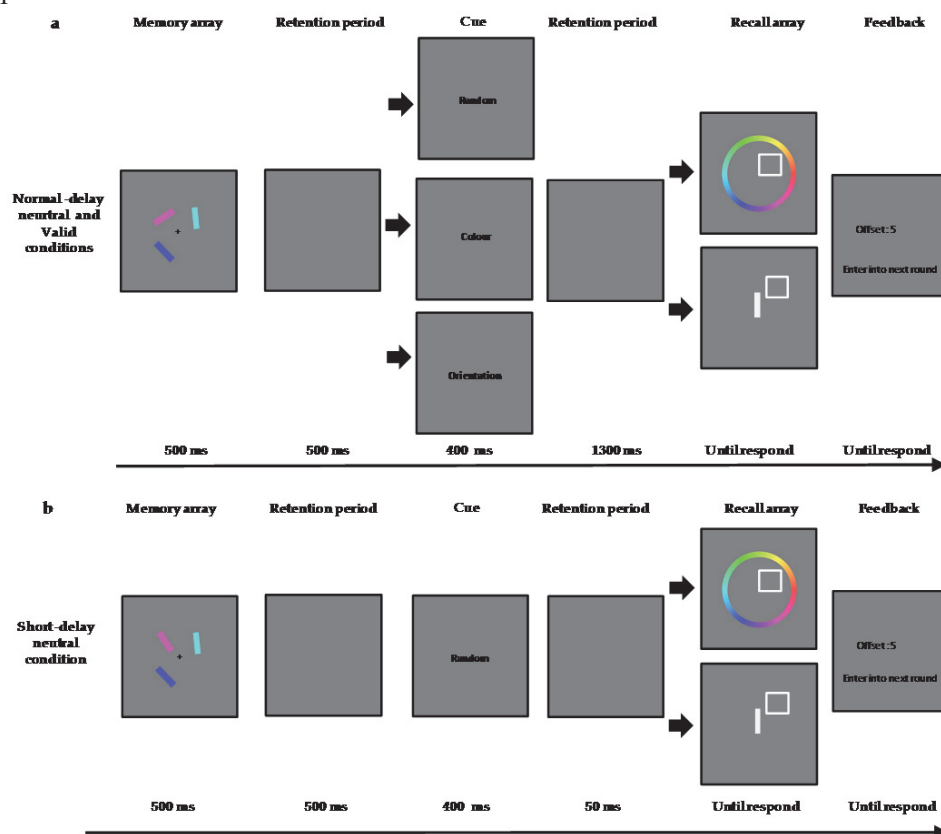 a
Memory array Retention period Cue Retention period Recall array Feedback
Random
Normal-delay
neurtral and
Valid
conditions
Colour
Offset: 5
Enter into next round
Orientation
500 ms 500 ms 400 ms 1300 ms Until respond Until respond
b
Memory array Retention period Cue Retention period Recall array Feedback
Short-delay
neutral
condition
Random
Offset: 5
Enter into next round
500 ms 500 ms 400 ms 50 ms Until respond Until respond